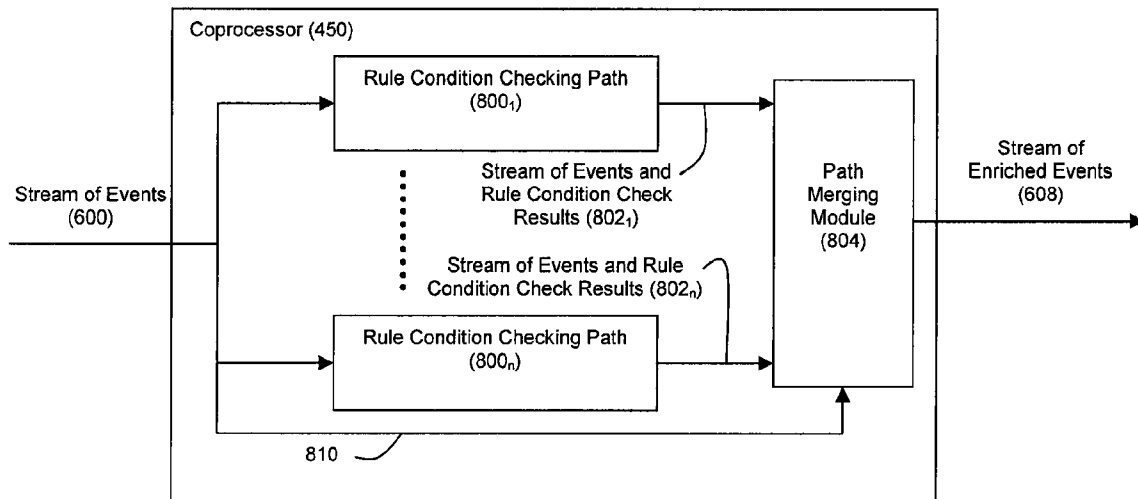 Coprocessor (450)
Rule Condition Checking Path
(800₁)
Stream of Events and
Rule Condition Check
Results (802₁)
Stream of Events
(600)
Path
Merging
Module
(804)
Stream of
Enriched Events
(608)
Stream of Events and Rule
Condition Check Results (802ₙ)
Rule Condition Checking Path
(800ₙ)
810